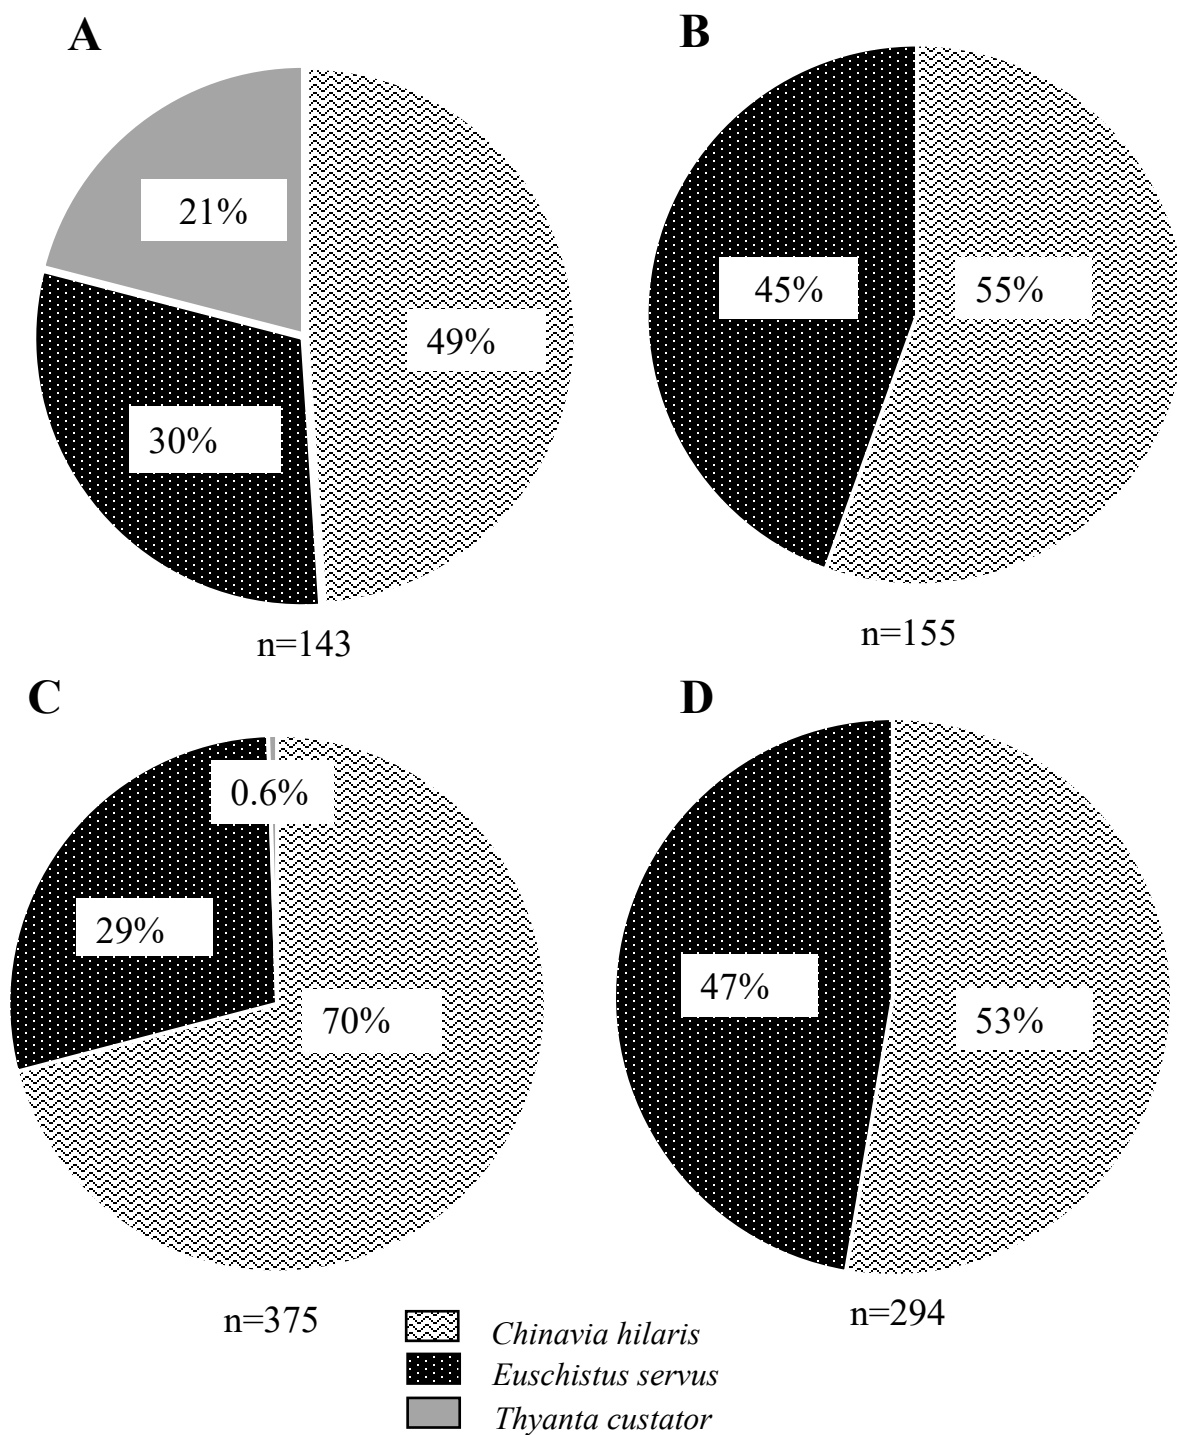 A
B
21%
49%
30%
45%
55%
n=143
n=155
C
D
0.6%
29%
70%
47%
53%
n=375
n=294
Chinavia hilaris
Euschistus servus
Thyanta custator